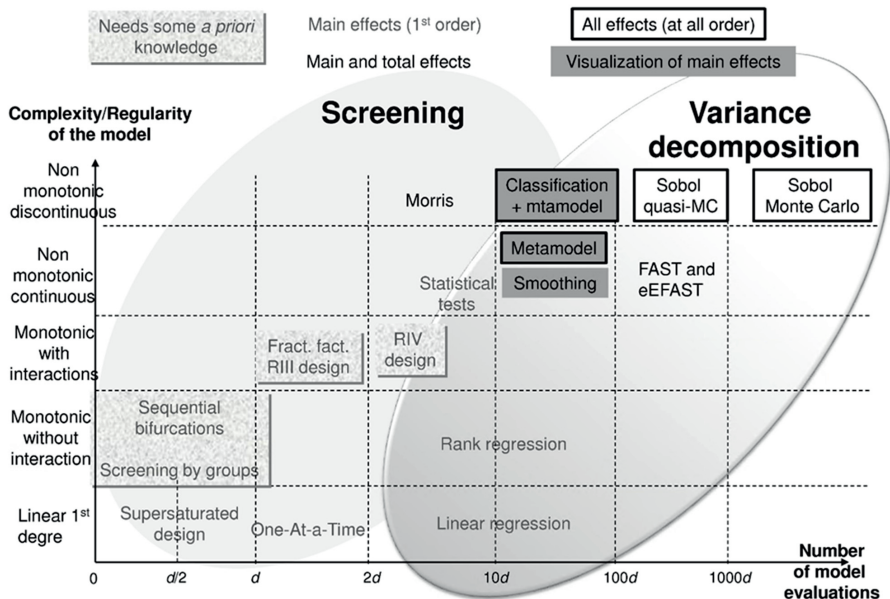 Needs some a priori
knowledge
Main effects (1st order)
Main and total effects
All effects (at all order)
Visualization of main effects
Complexity/Regularity
of the model
Screening
Variance
decomposition
Non
monotonic
discontinuous
Morris
Classification
+ mtamodel
Sobol
quasi-MC
Sobol
Monte Carlo
Non
monotonic
continuous
Statistical
tests
Metamodel
Smoothing
FAST and
eEFAST
Monotonic
with
interactions
Fract. fact.
RIII design
RIV
design
Monotonic
without
interaction
Sequential
bifurcations
Screening by groups
Rank regression
Linear 1st
degre
Supersaturated
design
One-At-a-Time
Linear regression
0
d/2
d
2d
10d
100d
1000d
Number
of model
evaluations